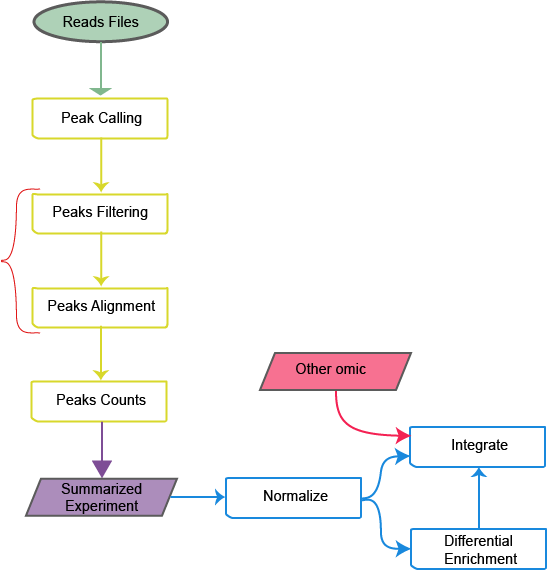 Reads Files
Peak Calling
Peaks Filtering
Peaks Alignment
Peaks Counts
Other omic
Integrate
Summarized
Experiment
Normalize
Differential
Enrichment